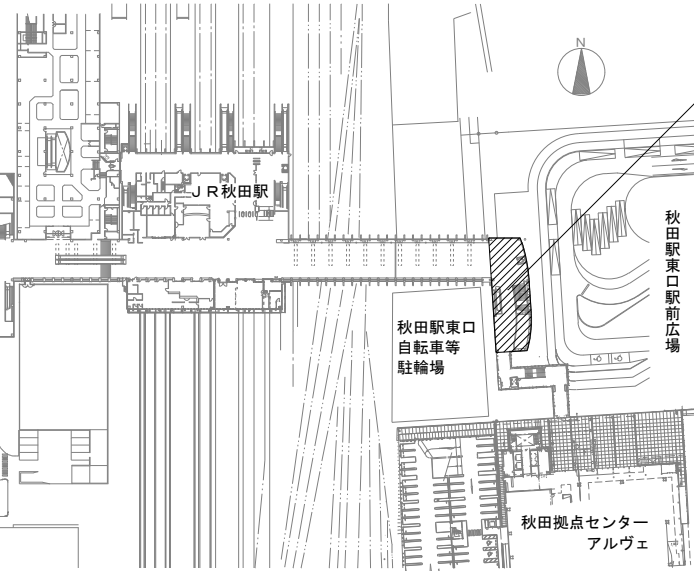 N
JR秋田駅
秋田駅東口駅前広場
秋田駅東口
自転車等
駐輪場
秋田拠点センター
アルヴェ